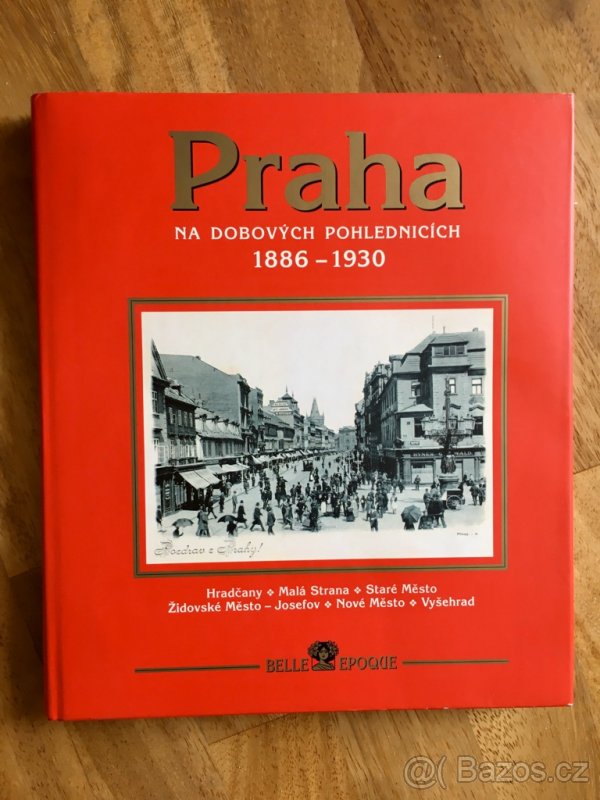 Praha
NA DOBOVÝCH POHLEDNICÍCH
1886 – 1930
Pozdrav z Prahy!
Hradčany ❖ Malá Strana ❖ Staré Město
Židovské Město – Josefov ❖ Nové Město ❖ Vyšehrad
BELLE EPOQUE
@( Bazos.cz